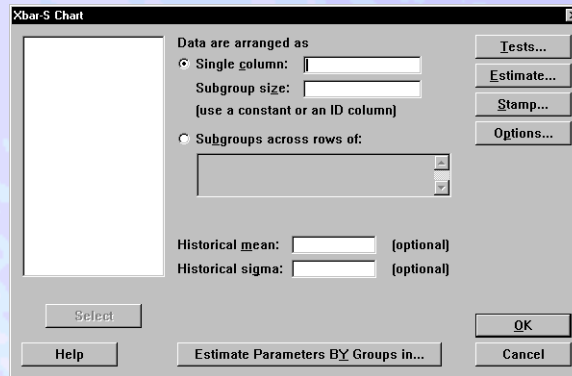 Xbar-S Chart
Data are arranged as
Single column:
Subgroup size:
(use a constant or an ID column)
Subgroups across rows of:
Historical mean: (optional)
Historical sigma: (optional)
Tests...
Estimate...
Stamp...
Options...
Select
Help
Estimate Parameters BY Groups in...
OK
Cancel